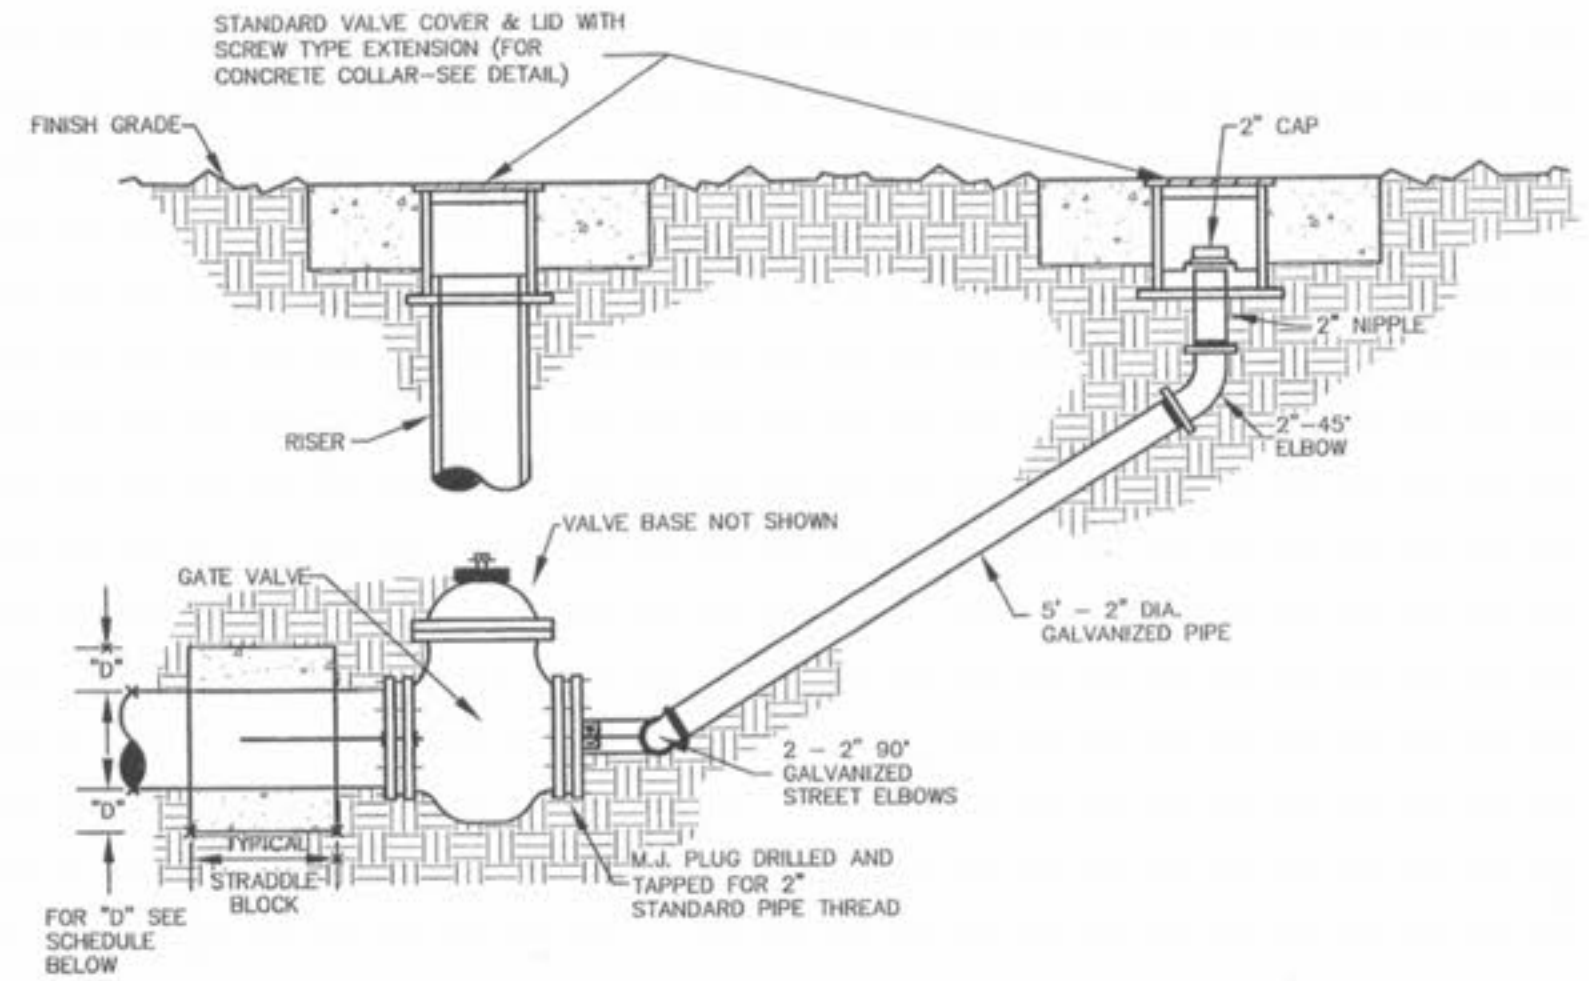 STANDARD VALVE COVER & LID WITH
SCREW TYPE EXTENSION (FOR
CONCRETE COLLAR-SEE DETAIL)
FINISH GRADE
2" CAP
2" NIPPLE
2"-45°
ELBOW
RISER
VALVE BASE NOT SHOWN
GATE VALVE
5' - 2" DIA.
GALVANIZED PIPE
"D"
"D"
2 - 2" 90°
GALVANIZED
STREET ELBOWS
TYPICAL
STRADDLE
BLOCK
M.J. PLUG DRILLED AND
TAPPED FOR 2"
STANDARD PIPE THREAD
FOR "D" SEE
SCHEDULE
BELOW